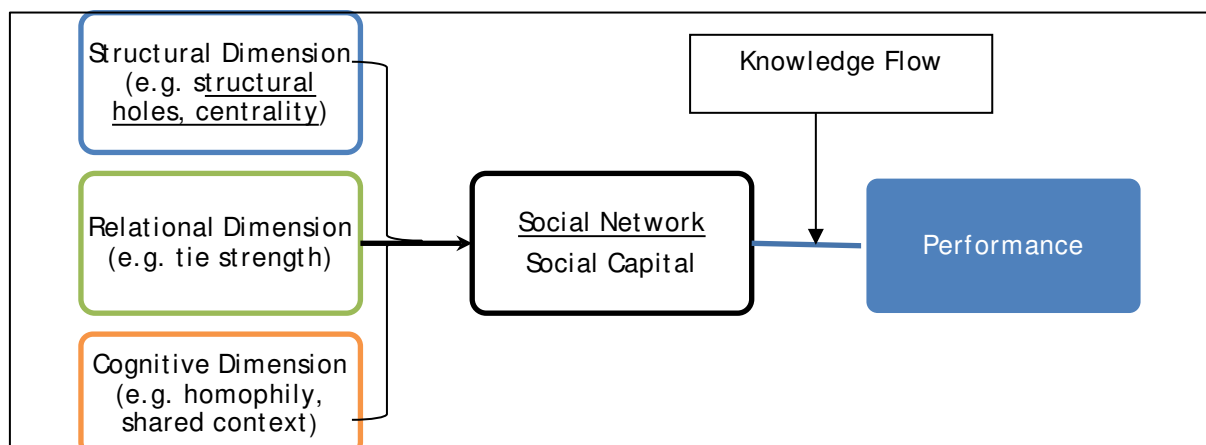 Structural Dimension
(e.g. structural
holes, centrality)
Knowledge Flow
Relational Dimension
(e.g. tie strength)
Social Network
Social Capital
Performance
Cognitive Dimension
(e.g. homophily,
shared context)